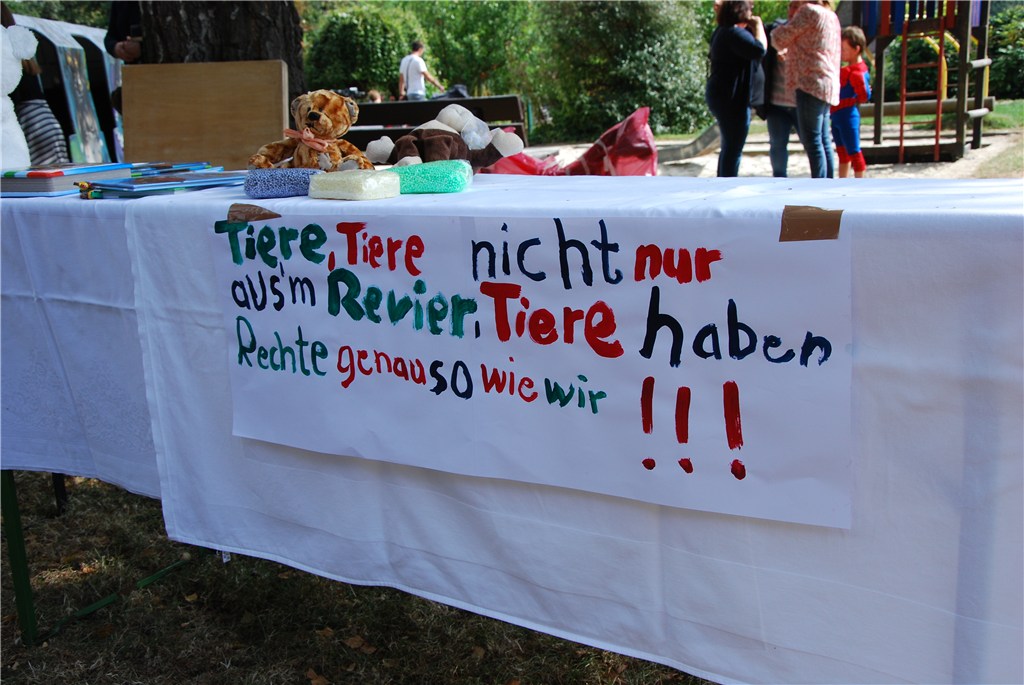 Tiere, Tiere nicht nur
aus'm Revier, Tiere haben
Rechte genauso wie wir !!!